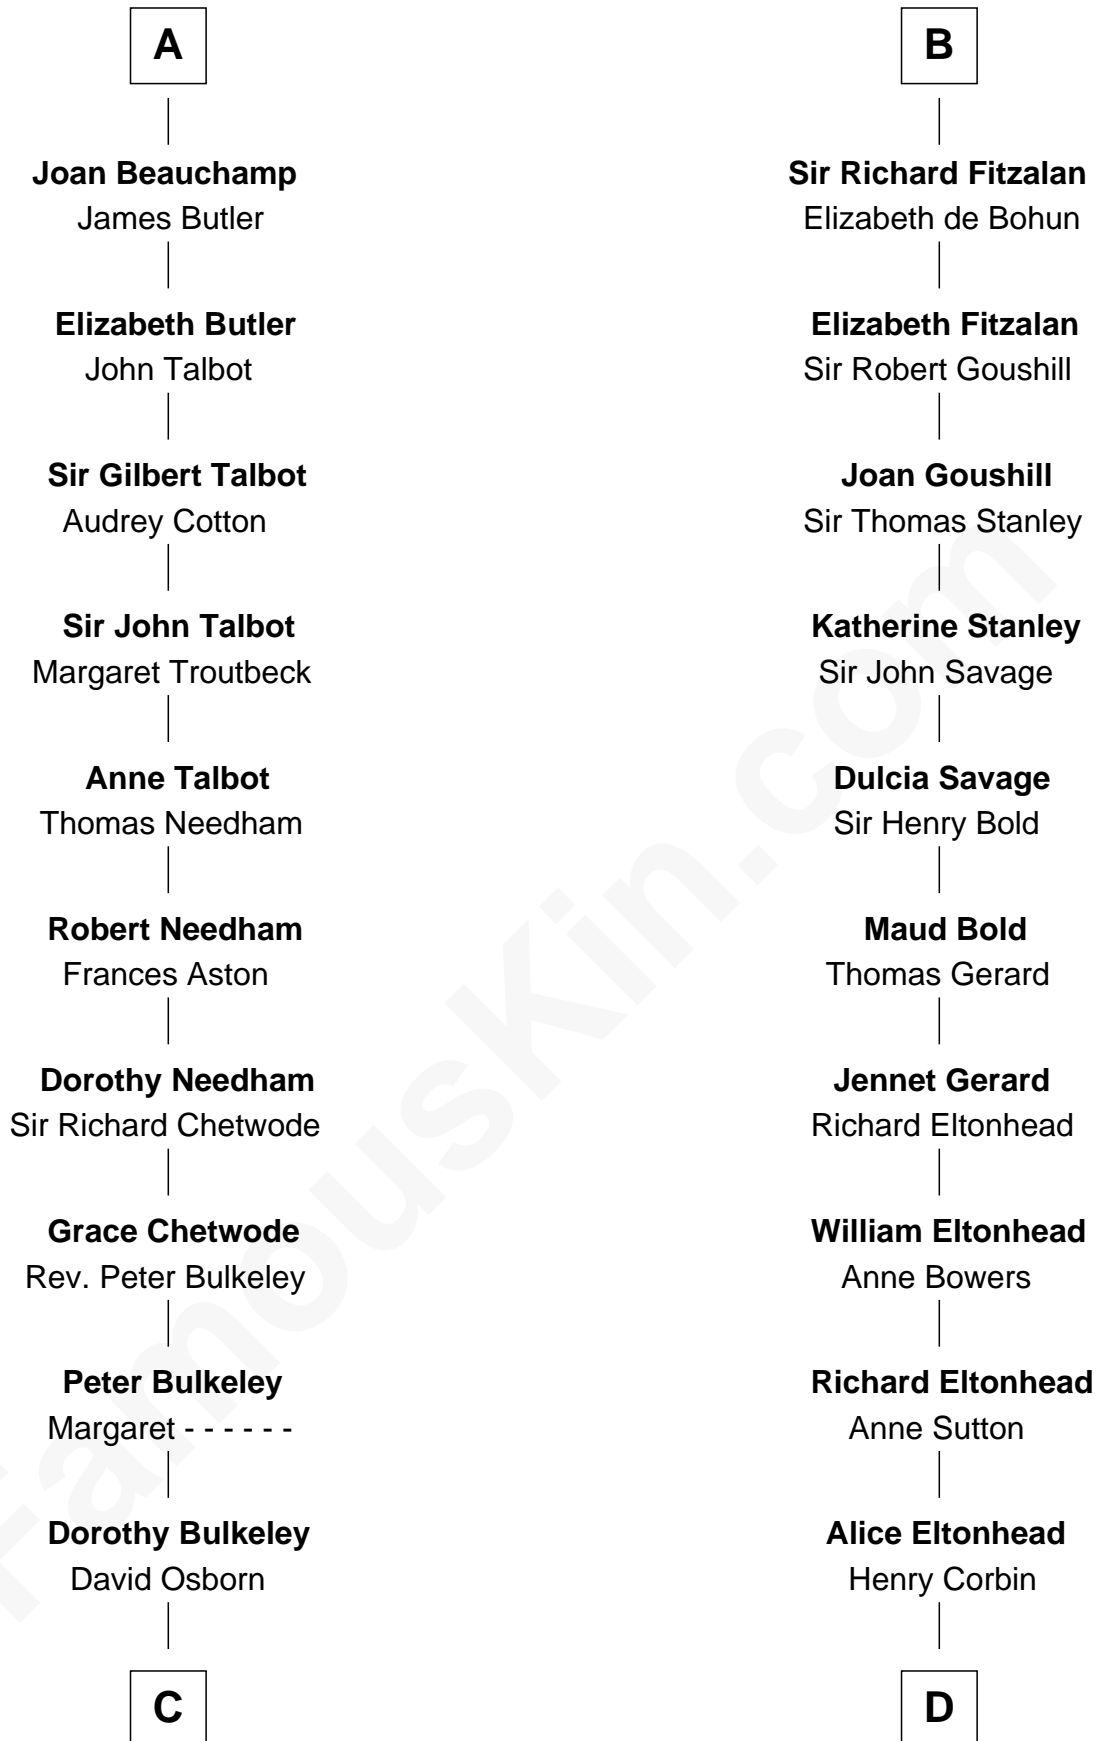 A
Joan Beauchamp
James Butler
Elizabeth Butler
John Talbot
Sir Gilbert Talbot
Audrey Cotton
Sir John Talbot
Margaret Troutbeck
Anne Talbot
Thomas Needham
Robert Needham
Frances Aston
Dorothy Needham
Sir Richard Chetwode
Grace Chetwode
Rev. Peter Bulkeley
Peter Bulkeley
Margaret - - - - - -
Dorothy Bulkeley
David Osborn
C
B
Sir Richard Fitzalan
Elizabeth de Bohun
Elizabeth Fitzalan
Sir Robert Goushill
Joan Goushill
Sir Thomas Stanley
Katherine Stanley
Sir John Savage
Dulcia Savage
Sir Henry Bold
Maud Bold
Thomas Gerard
Jennet Gerard
Richard Eltonhead
William Eltonhead
Anne Bowers
Richard Eltonhead
Anne Sutton
Alice Eltonhead
Henry Corbin
D
FamousKin.com